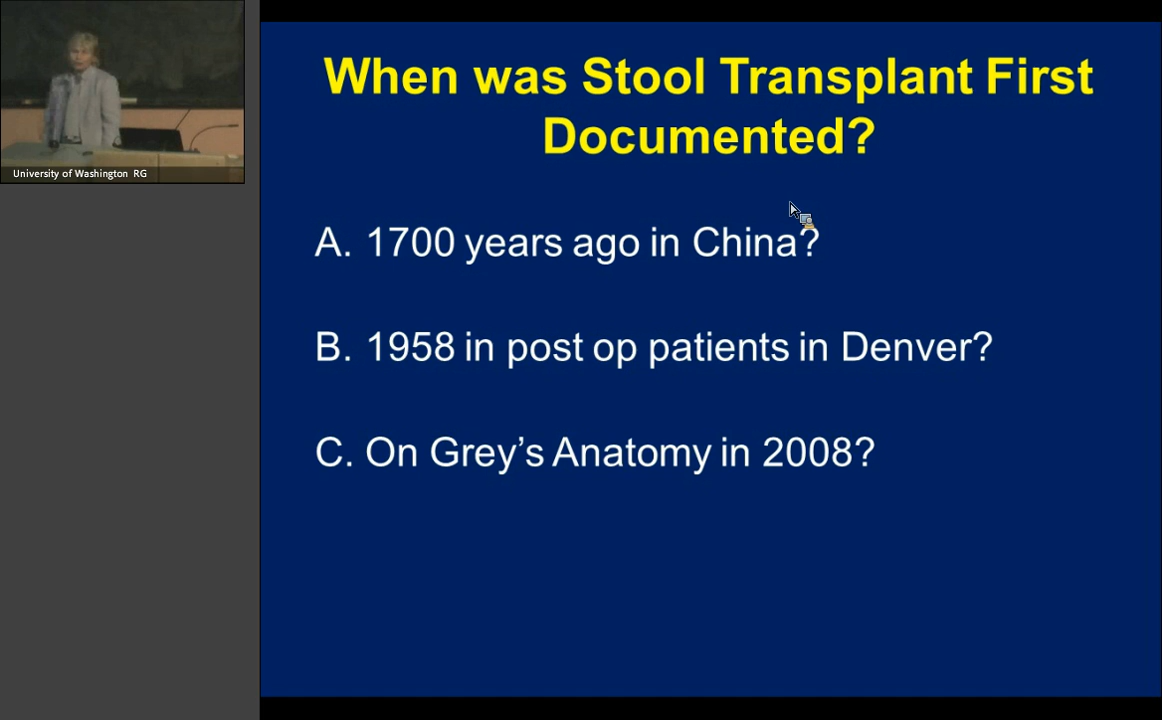 When was Stool Transplant First
Documented?
A. 1700 years ago in China?
B. 1958 in post op patients in Denver?
C. On Grey’s Anatomy in 2008?
University of Washington RG